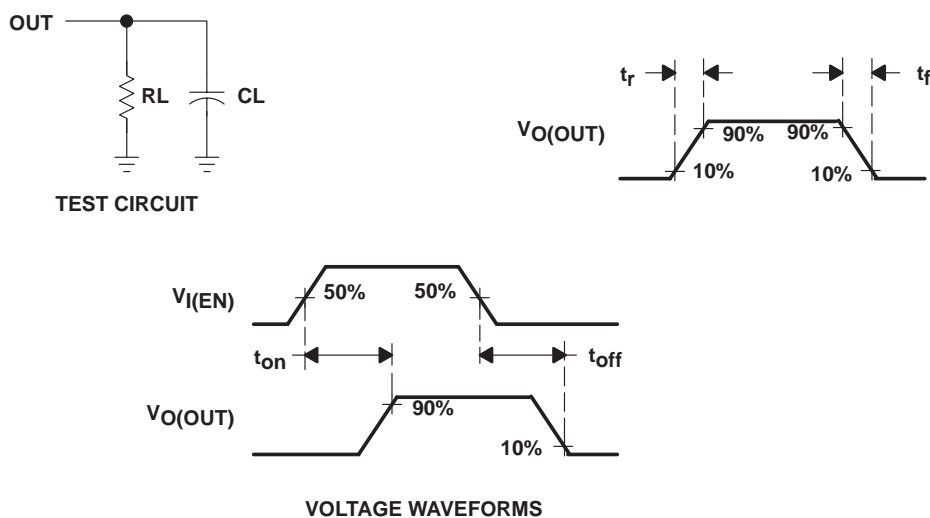 OUT
RL CL
TEST CIRCUIT
tr tf
VO(OUT) 90% 90%
10% 10%
VI(EN) 50% 50%
ton toff
VO(OUT) 90%
10%
VOLTAGE WAVEFORMS